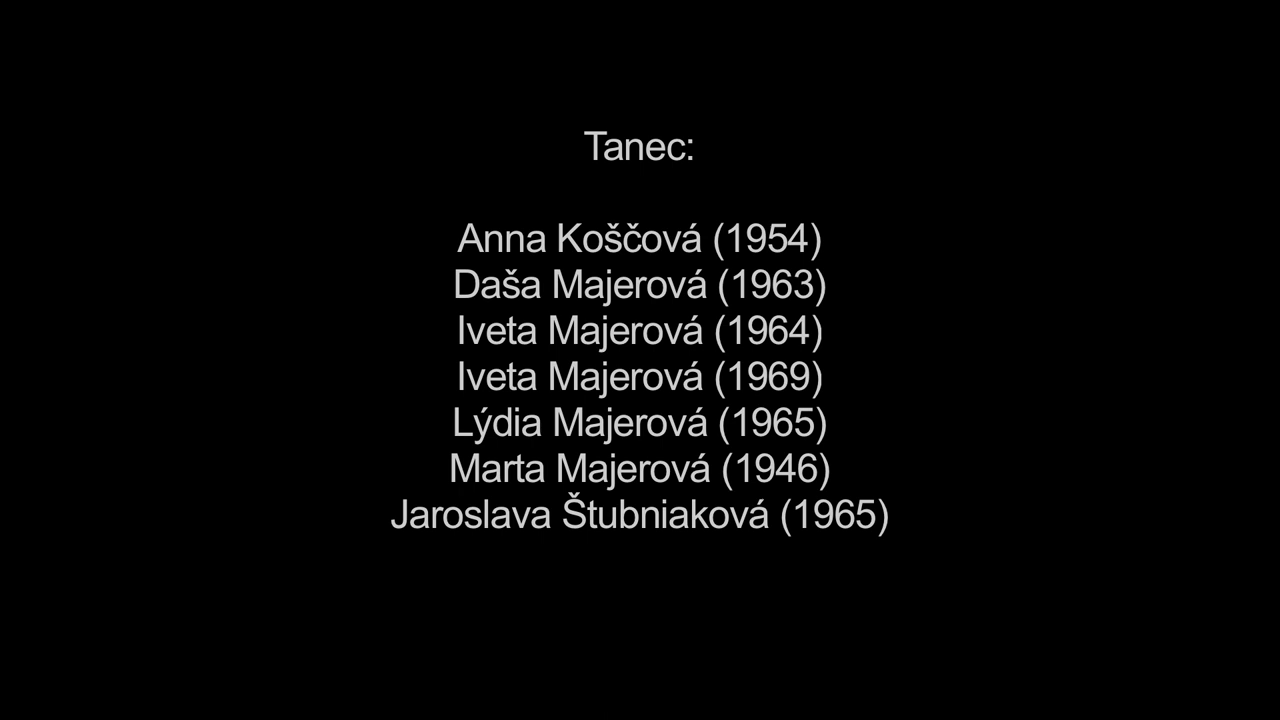 Tanec:
Anna Koščová (1954)
Daša Majerová (1963)
Iveta Majerová (1964)
Iveta Majerová (1969)
Lýdia Majerová (1965)
Marta Majerová (1946)
Jaroslava Štubniaková (1965)